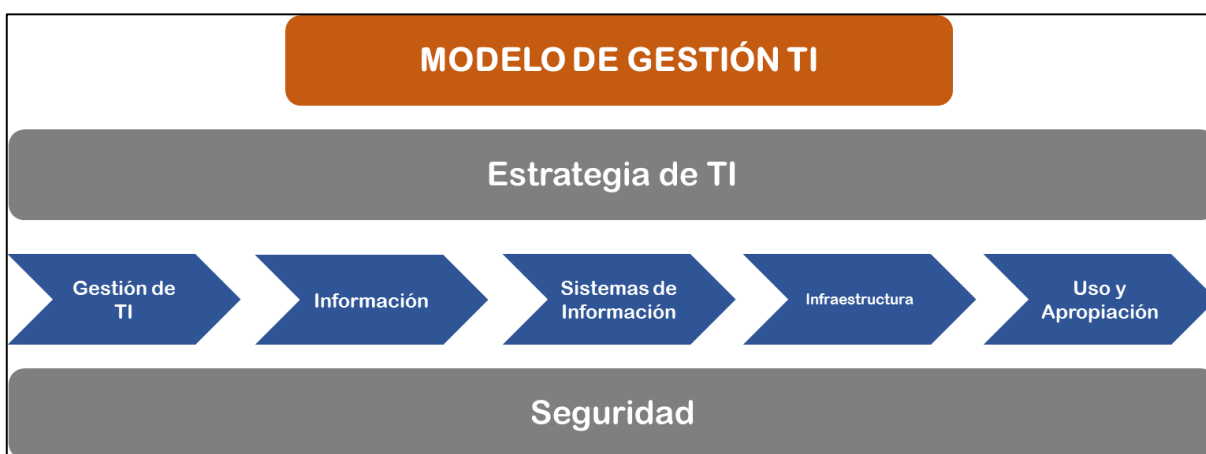 MODELO DE GESTIÓN TI
Estrategia de TI
Gestión de
TI
Información
Sistemas de
Información
Infraestructura
Uso y
Apropiación
Seguridad